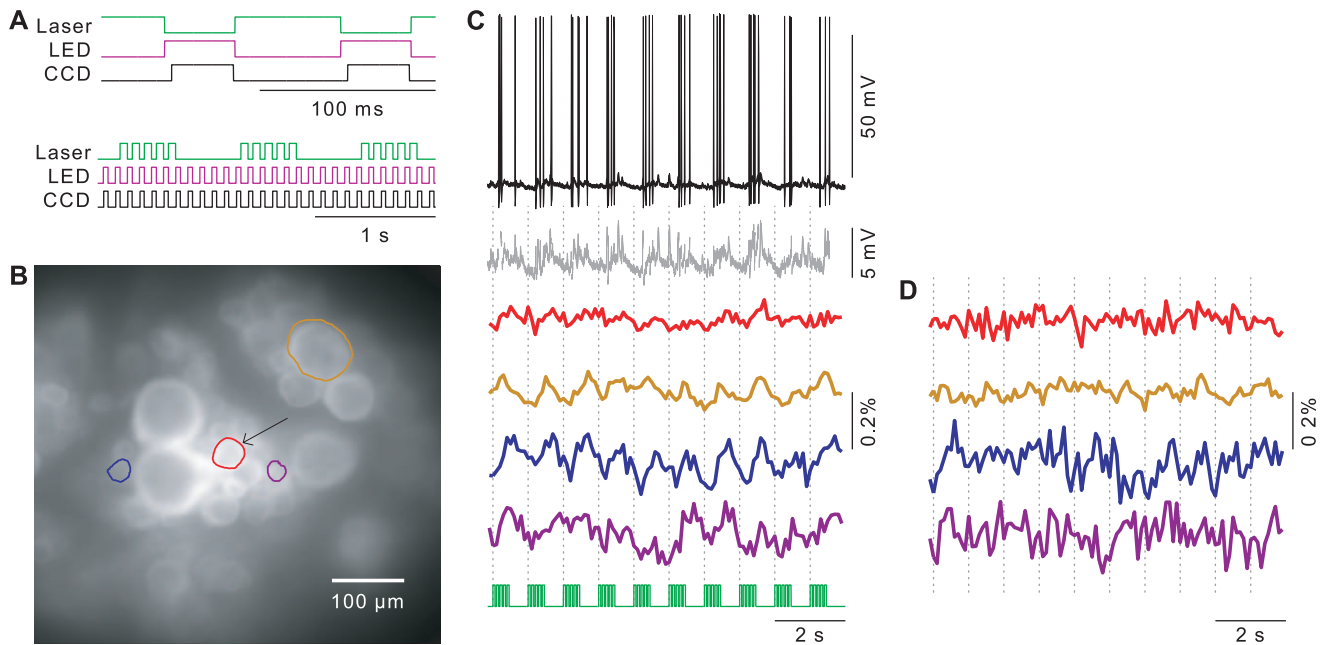 A
Laser
LED
CCD
100 ms
Laser
LED
CCD
1 s
B
100 µm
C
50 mV
5 mV
0.2%
2 s
D
0 2%
2 s